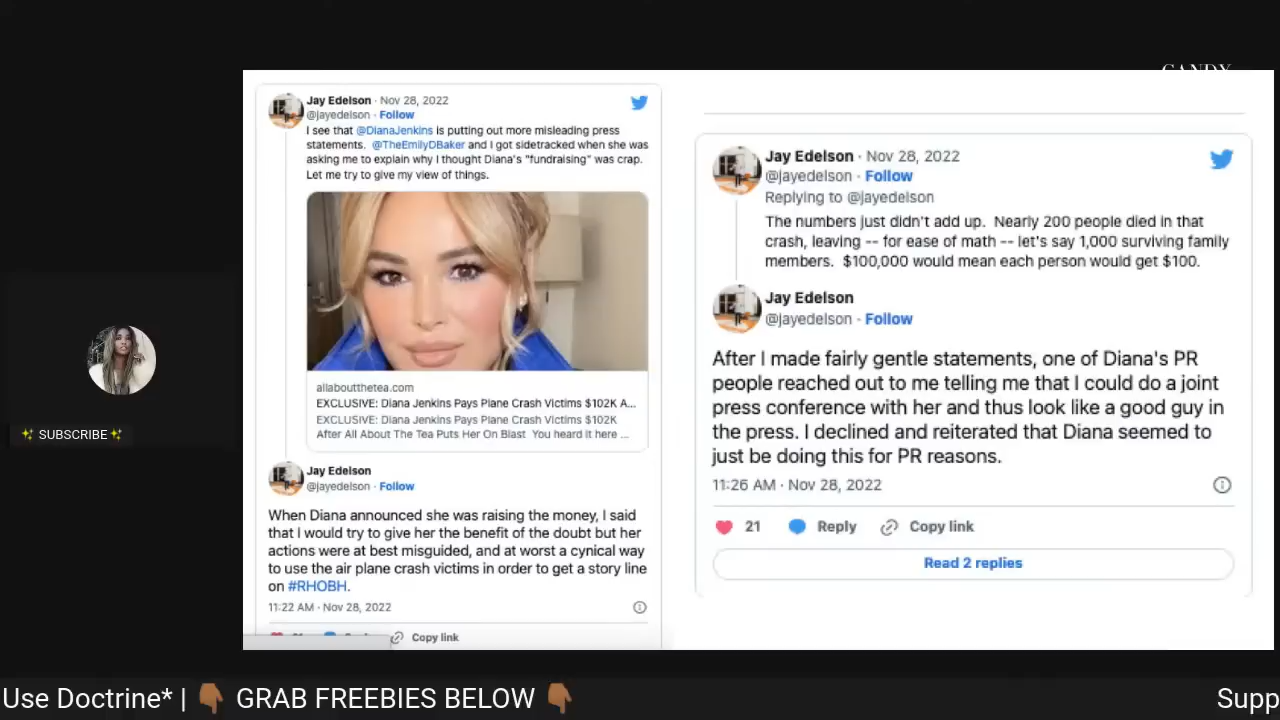 CANDY
Jay Edelson · Nov 28, 2022
@jayedelson · Follow
I see that @DianaJenkins is putting out more misleading press
statements. @TheEmilyDBaker and I got sidetracked when she was
asking me to explain why I thought Diana's "fundraising" was crap.
Let me try to give my view of things.
allaboutthetea.com
EXCLUSIVE: Diana Jenkins Pays Plane Crash Victims $102K A...
EXCLUSIVE: Diana Jenkins Pays Plane Crash Victims $102K
After All About The Tea Puts Her On Blast You heard it here ...
Jay Edelson
@jayedelson · Follow
When Diana announced she was raising the money, I said
that I would try to give her the benefit of the doubt but her
actions were at best misguided, and at worst a cynical way
to use the air plane crash victims in order to get a story line
on #RHOBH.
11:22 AM · Nov 28, 2022
Copy link
Jay Edelson · Nov 28, 2022
@jayedelson · Follow
Replying to @jayedelson
The numbers just didn't add up. Nearly 200 people died in that
crash, leaving -- for ease of math -- let's say 1,000 surviving family
members. $100,000 would mean each person would get $100.
Jay Edelson
@jayedelson · Follow
After I made fairly gentle statements, one of Diana's PR
people reached out to me telling me that I could do a joint
press conference with her and thus look like a good guy in
the press. I declined and reiterated that Diana seemed to
just be doing this for PR reasons.
11:26 AM · Nov 28, 2022
21 Reply Copy link
Read 2 replies
✨ SUBSCRIBE ✨
Use Doctrine* | 👇🏾 GRAB FREEBIES BELOW 👇🏾 Supp